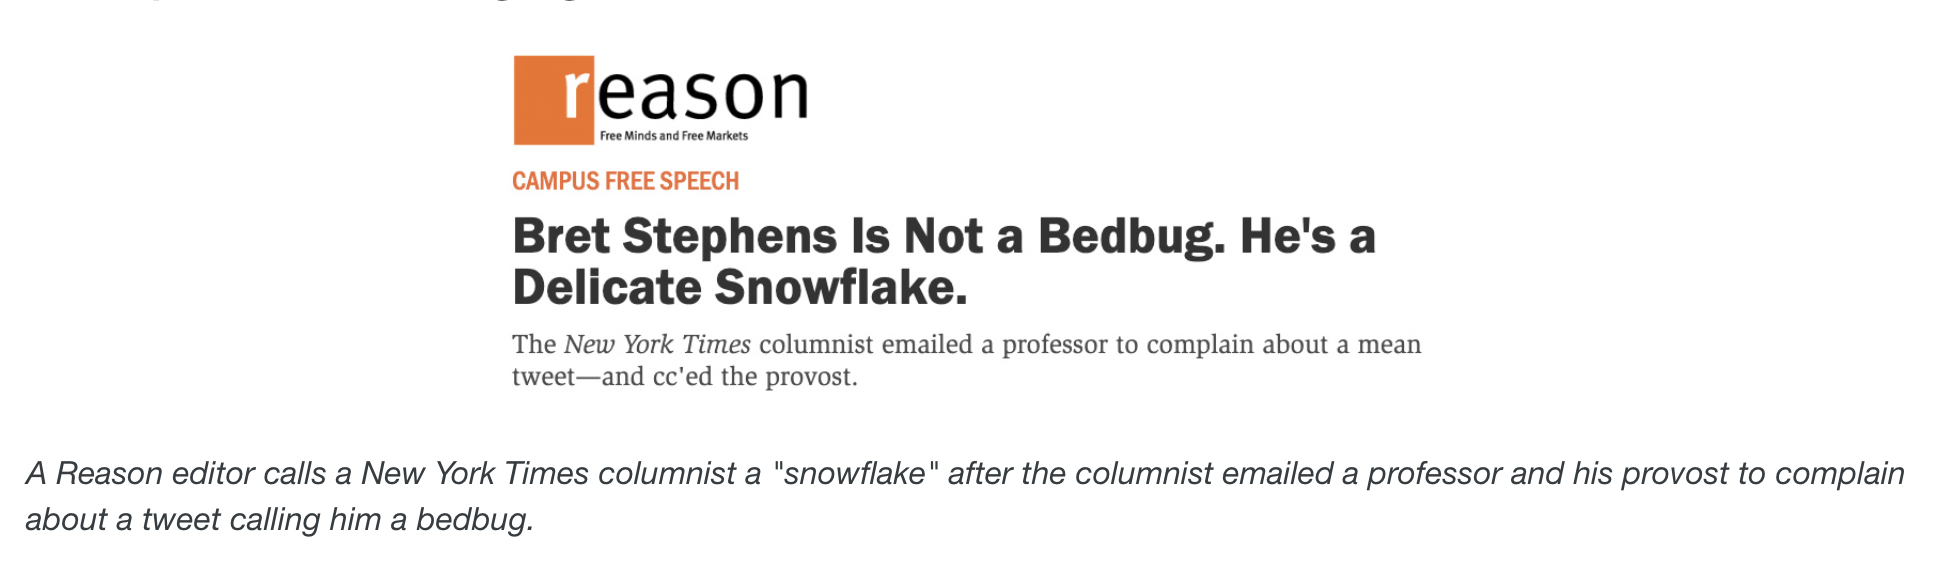 reason
Free Minds and Free Markets
CAMPUS FREE SPEECH
Bret Stephens Is Not a Bedbug. He's a
Delicate Snowflake.
The New York Times columnist emailed a professor to complain about a mean
tweet—and cc'ed the provost.
A Reason editor calls a New York Times columnist a "snowflake" after the columnist emailed a professor and his provost to complain
about a tweet calling him a bedbug.